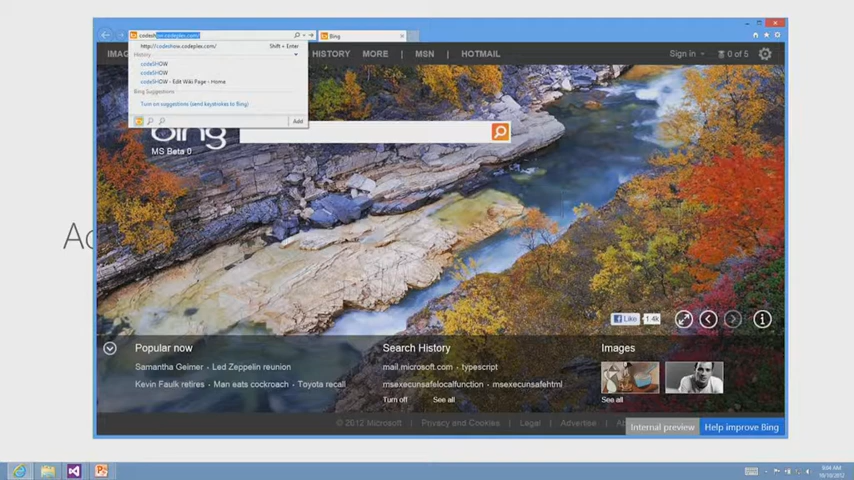 codeshow.codeplex.com/
Bing
http://codeshow.codeplex.com/ Shift + Enter
History
codeSHOW
codeSHOW
codeSHOW - Edit Wiki Page - Home
Bing Suggestions
Turn on suggestions (send keystrokes to Bing)
Add
HISTORY MORE | MSN | HOTMAIL
Sign in
0 of 5
bing
MS Beta 0
Like 1.4k
Popular now
Samantha Geimer · Led Zeppelin reunion
Kevin Faulk retires · Man eats cockroach · Toyota recall
Search History
mail.microsoft.com · typescript
msexecunsafelocalfunction · msexecunsafehtml
Turn off See all
Images
See all
© 2012 Microsoft | Privacy and Cookies | Legal | Advertise
Internal preview
Help improve Bing
9:04 AM